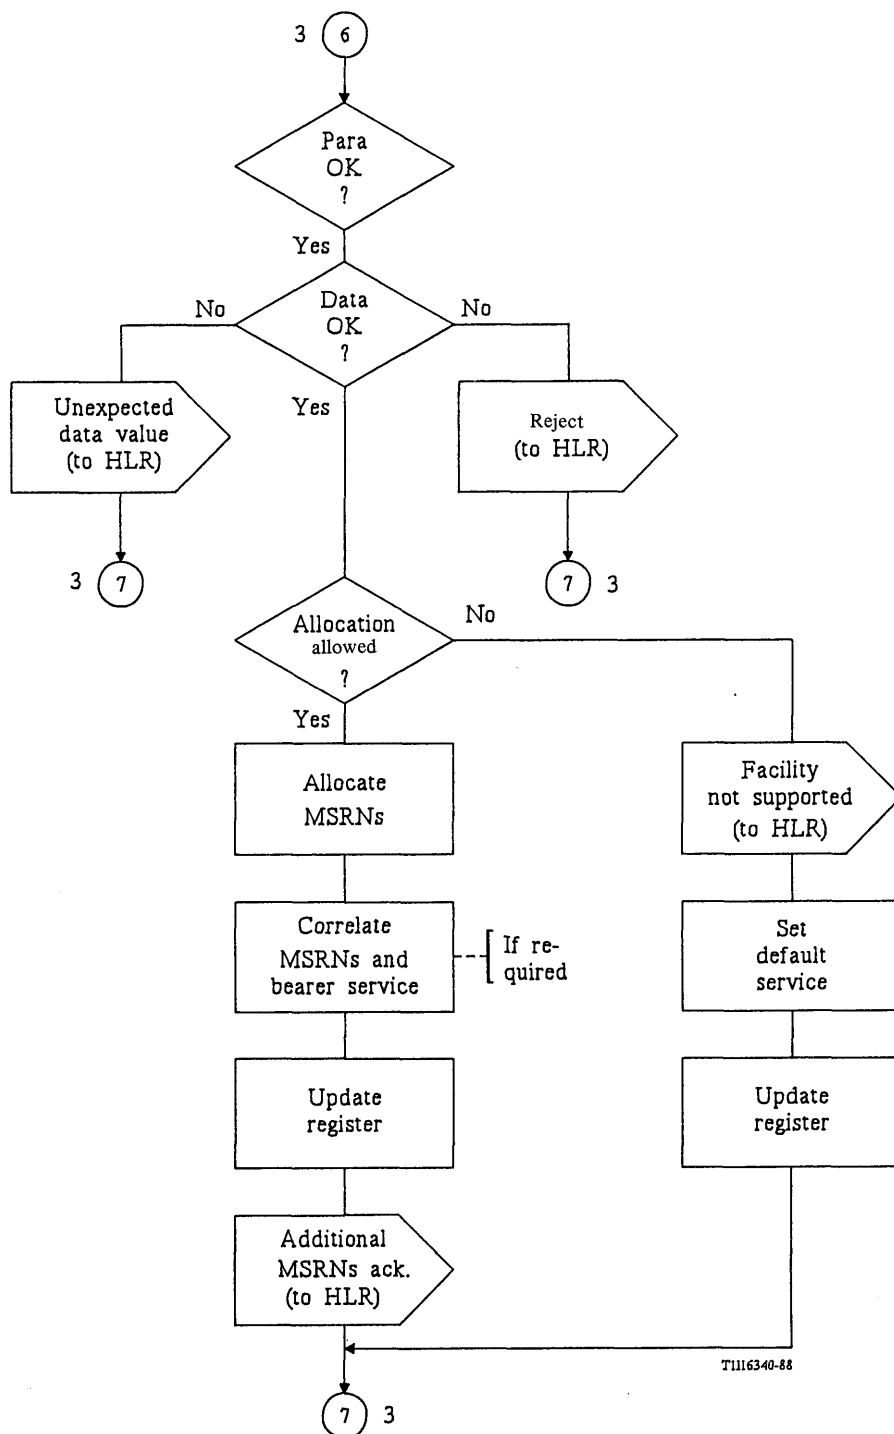 3 6
Para
OK
?
Yes
No
Data
OK
?
No
Yes
Unexpected
data value
(to HLR)
Reject
(to HLR)
3 7
7 3
Allocation
allowed
?
No
Yes
Allocate
MSRNs
Facility
not supported
(to HLR)
Correlate
MSRNs and
bearer service
If re-
quired
Set
default
service
Update
register
Update
register
Additional
MSRNs ack.
(to HLR)
T1116340-88
7 3